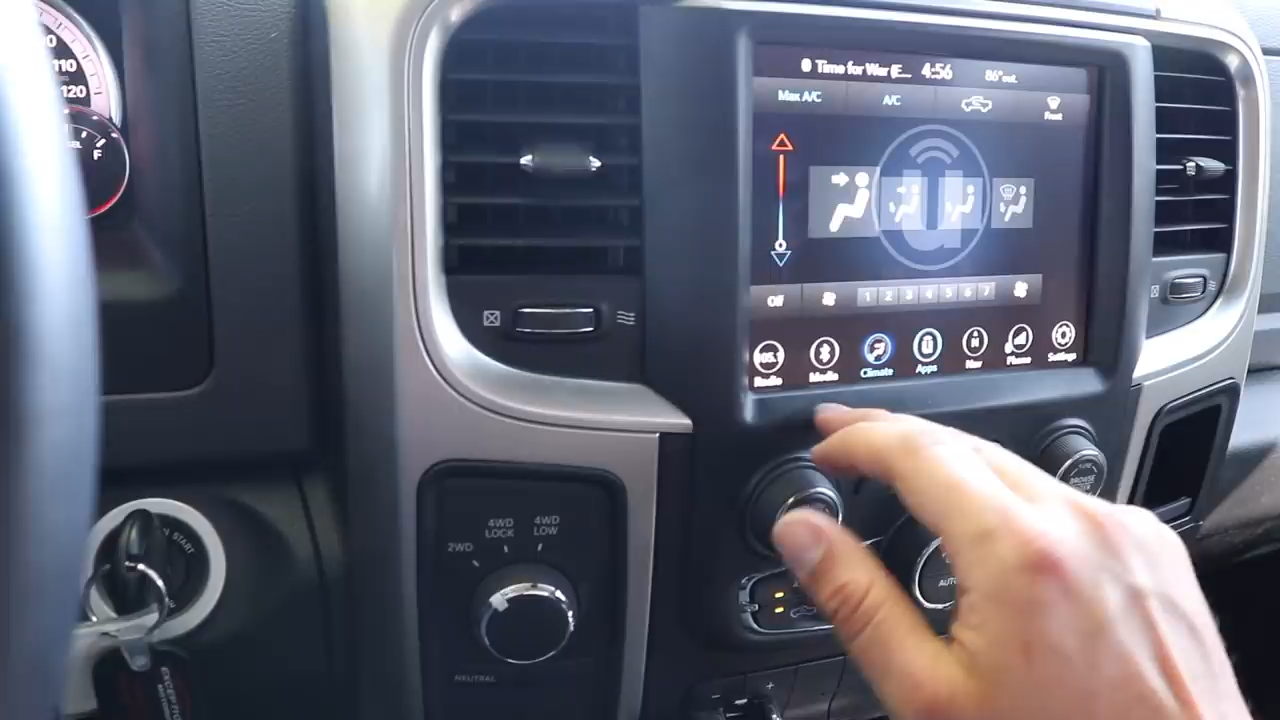 110
120
F
Time for War (E... 4:56 86° out.
Max A/C A/C
Front
Off 1 2 3 4 5 6 7
Radio Media Climate Apps Nav Phone Settings
4WD LOCK
4WD LOW
2WD
NEUTRAL
START
BROWSE
AUTO